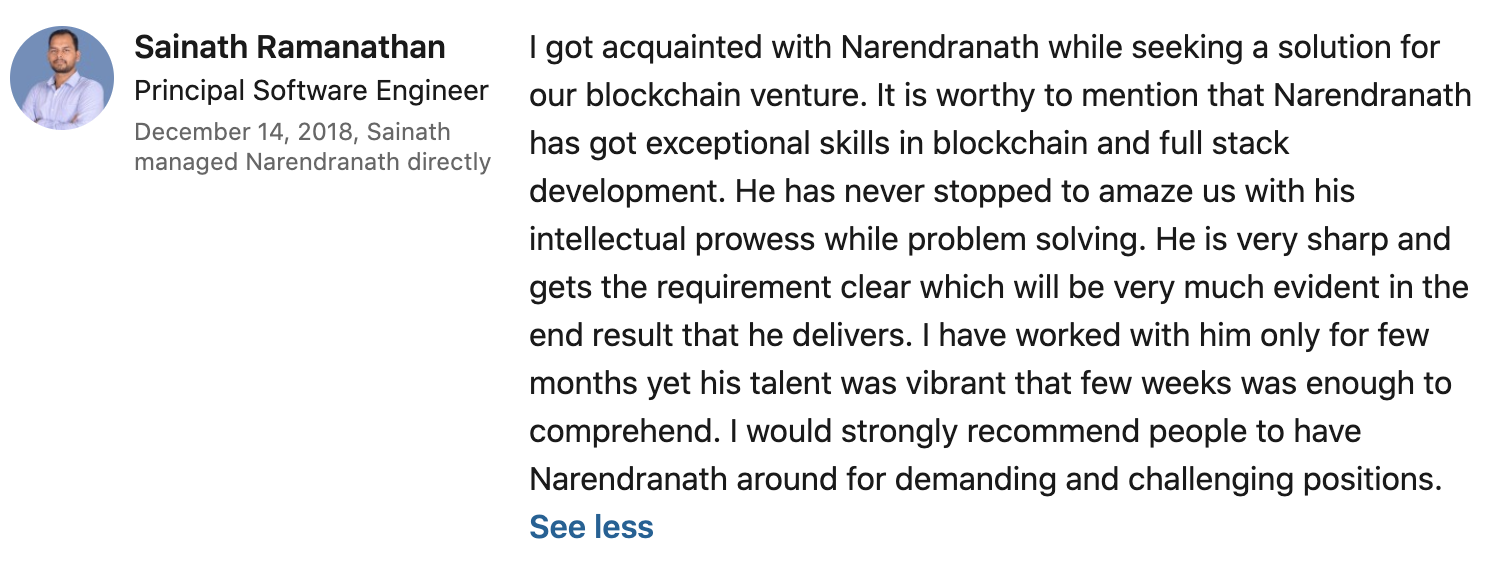 Sainath Ramanathan
Principal Software Engineer
December 14, 2018, Sainath
managed Narendranath directly
I got acquainted with Narendranath while seeking a solution for
our blockchain venture. It is worthy to mention that Narendranath
has got exceptional skills in blockchain and full stack
development. He has never stopped to amaze us with his
intellectual prowess while problem solving. He is very sharp and
gets the requirement clear which will be very much evident in the
end result that he delivers. I have worked with him only for few
months yet his talent was vibrant that few weeks was enough to
comprehend. I would strongly recommend people to have
Narendranath around for demanding and challenging positions.
See less